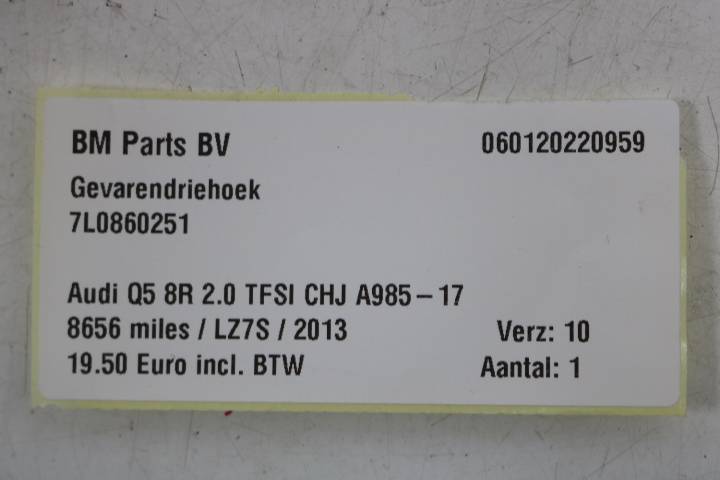 BM Parts BV 060120220959
Gevarendriehoek
7L0860251
Audi Q5 8R 2.0 TFSI CHJ A985-17
8656 miles / LZ7S / 2013 Verz: 10
19.50 Euro incl. BTW Aantal: 1